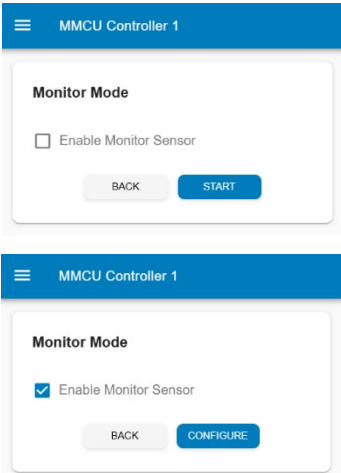 MMCU Controller 1
Monitor Mode
Enable Monitor Sensor
BACK START
MMCU Controller 1
Monitor Mode
Enable Monitor Sensor
BACK CONFIGURE